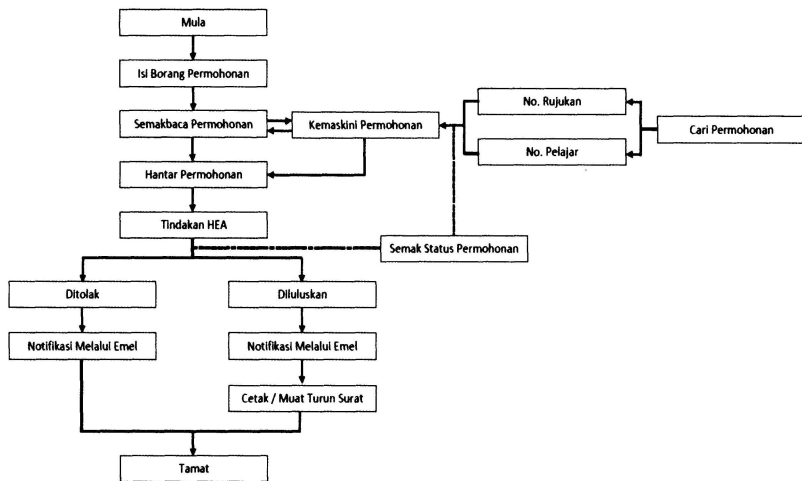 Mula
Isi Borang Permohonan
Semakbaca Permohonan
Kemaskini Permohonan
No. Rujukan
Cari Permohonan
No. Pelajar
Hantar Permohonan
Tindakan HEA
Semak Status Permohonan
Ditolak
Diluluskan
Notifikasi Melalui Emel
Notifikasi Melalui Emel
Cetak / Muat Turun Surat
Tamat